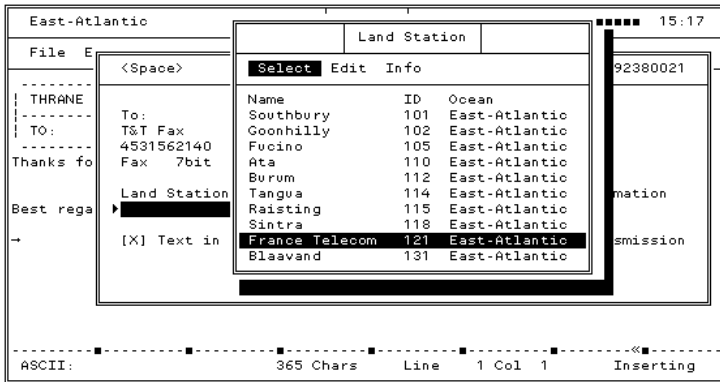 East-Atlantic 15:17
Land Station
File E
<Space> 92380021
Select Edit Info
THRANE
Name ID Ocean
To: Southbury 101 East-Atlantic
TO: T&T Fax Goonhilly 102 East-Atlantic
4531562140 Fucino 105 East-Atlantic
Thanks fo Fax 7bit Ata 110 East-Atlantic
Burum 112 East-Atlantic
Land Station Tangua 114 East-Atlantic mation
Best rega Raisting 115 East-Atlantic
Sintra 118 East-Atlantic
[X] Text in France Telecom 121 East-Atlantic smission
Blaavand 131 East-Atlantic
ASCII: 365 Chars Line 1 Col 1 Inserting